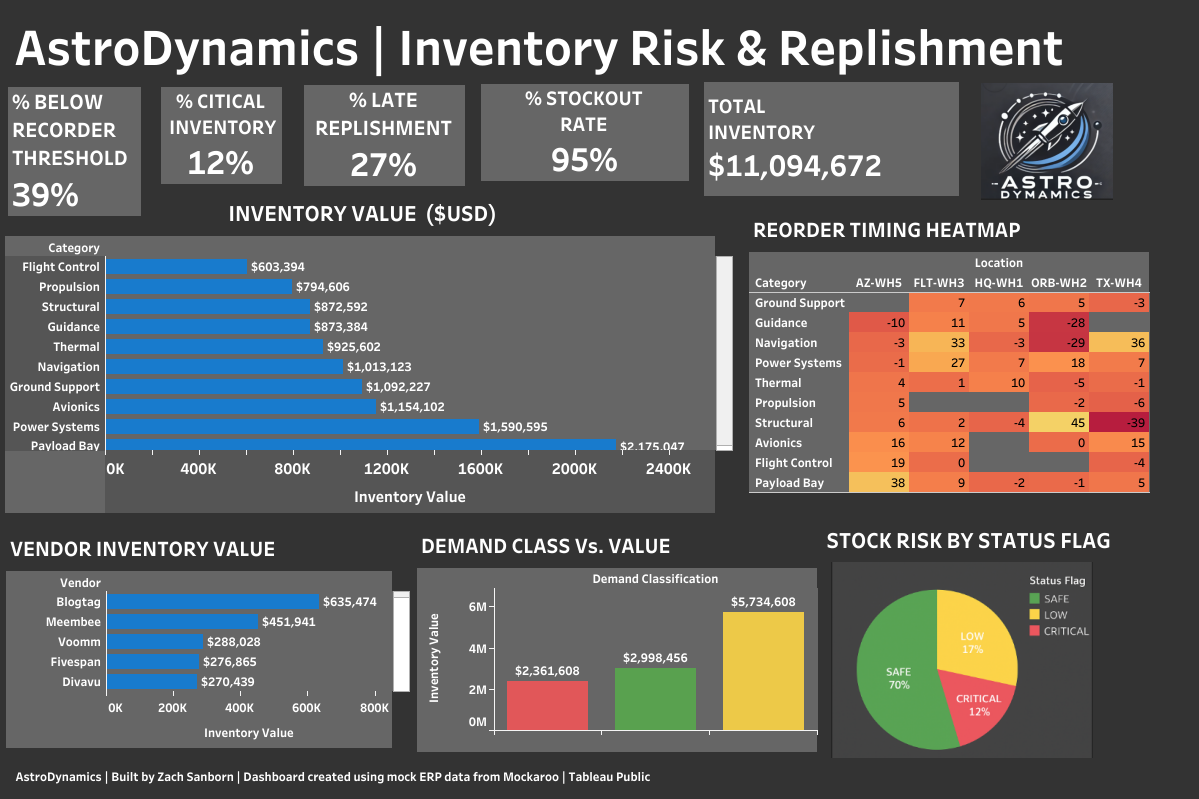 AstroDynamics | Inventory Risk & Replishment
% BELOW
RECORDER
THRESHOLD
39%
% CITICAL
INVENTORY
12%
% LATE
REPLISHMENT
27%
% STOCKOUT
RATE
95%
TOTAL
INVENTORY
$11,094,672
ASTRO
DYNAMICS
INVENTORY VALUE ($USD)
Category
Flight Control $603,394
Propulsion $794,606
Structural $872,592
Guidance $873,384
Thermal $925,602
Navigation $1,013,123
Ground Support $1,092,227
Avionics $1,154,102
Power Systems $1,590,595
Payload Bay $2,175,047
0K 400K 800K 1200K 1600K 2000K 2400K
Inventory Value
REORDER TIMING HEATMAP
Location
Category AZ-WH5 FLT-WH3 HQ-WH1 ORB-WH2 TX-WH4
Ground Support 7 6 5 -3
Guidance -10 11 5 -28
Navigation -3 33 -3 -29 36
Power Systems -1 27 7 18 7
Thermal 4 1 10 -5 -1
Propulsion 5 -2 -6
Structural 6 2 -4 45 -39
Avionics 16 12 0 15
Flight Control 19 0 -4
Payload Bay 38 9 -2 -1 5
VENDOR INVENTORY VALUE
Vendor
Blogtag $635,474
Meembee $451,941
Voomm $288,028
Fivespan $276,865
Divavu $270,439
0K 200K 400K 600K 800K
Inventory Value
DEMAND CLASS Vs. VALUE
Demand Classification
Inventory Value
6M
4M
2M
0M
$2,361,608
$2,998,456
$5,734,608
STOCK RISK BY STATUS FLAG
Status Flag
SAFE
LOW
CRITICAL
LOW
17%
SAFE
70%
CRITICAL
12%
AstroDynamics | Built by Zach Sanborn | Dashboard created using mock ERP data from Mockaroo | Tableau Public